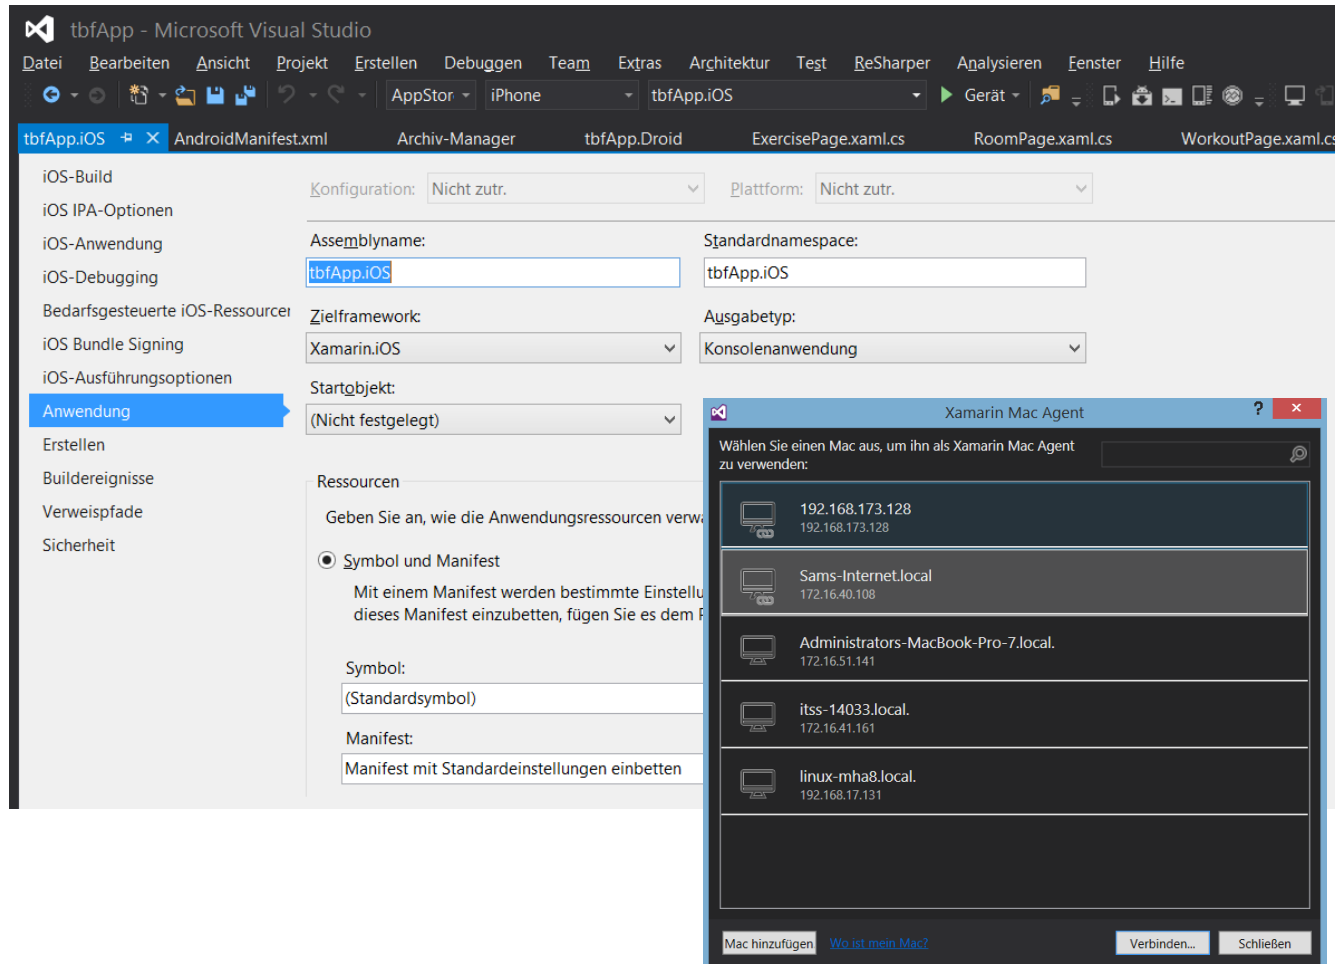 tbfApp - Microsoft Visual Studio
Datei Bearbeiten Ansicht Projekt Erstellen Debuggen Team Extras Architektur Test ReSharper Analysieren Fenster Hilfe
AppStor iPhone tbfApp.iOS Gerät
tbfApp.iOS AndroidManifest.xml Archiv-Manager tbfApp.Droid ExercisePage.xaml.cs RoomPage.xaml.cs WorkoutPage.xaml.cs
iOS-Build
iOS IPA-Optionen
iOS-Anwendung
iOS-Debugging
Bedarfsgesteuerte iOS-Ressourcen
iOS Bundle Signing
iOS-Ausführungsoptionen
Anwendung
Erstellen
Buildereignisse
Verweispfade
Sicherheit
Konfiguration: Nicht zutr. Plattform: Nicht zutr.
Assemblyname: Standardnamespace:
tbfApp.iOS tbfApp.iOS
Zielframework: Ausgabetyp:
Xamarin.iOS Konsolenanwendung
Startobjekt:
(Nicht festgelegt)
Ressourcen
Geben Sie an, wie die Anwendungsressourcen verwa
Symbol und Manifest
Mit einem Manifest werden bestimmte Einstellu
dieses Manifest einzubetten, fügen Sie es dem P
Symbol:
(Standardsymbol)
Manifest:
Manifest mit Standardeinstellungen einbetten
Xamarin Mac Agent
Wählen Sie einen Mac aus, um ihn als Xamarin Mac Agent
zu verwenden:
192.168.173.128
192.168.173.128
Sams-Internet.local
172.16.40.108
Administrators-MacBook-Pro-7.local.
172.16.51.141
itss-14033.local.
172.16.41.161
linux-mha8.local.
192.168.17.131
Mac hinzufügen Wo ist mein Mac? Verbinden... Schließen